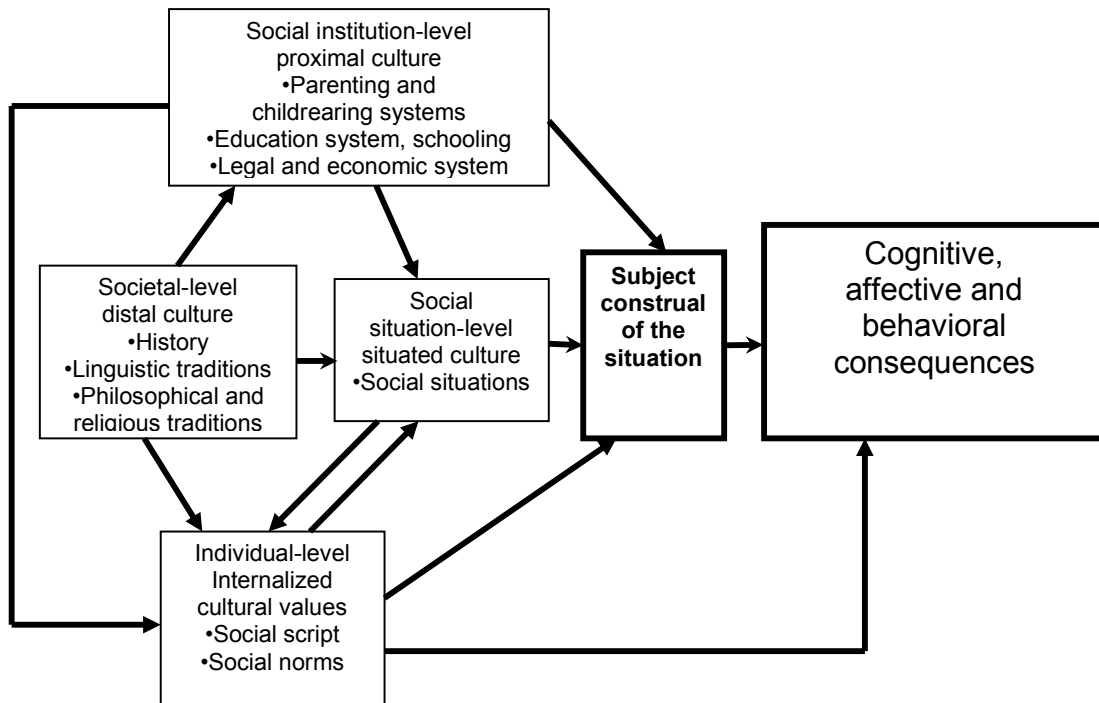 Social institution-level
proximal culture
•Parenting and
childrearing systems
•Education system, schooling
•Legal and economic system
Societal-level
distal culture
•History
•Linguistic traditions
•Philosophical and
religious traditions
Social
situation-level
situated culture
•Social situations
Subject
construal
of the
situation
Cognitive,
affective and
behavioral
consequences
Individual-level
Internalized
cultural values
•Social script
•Social norms